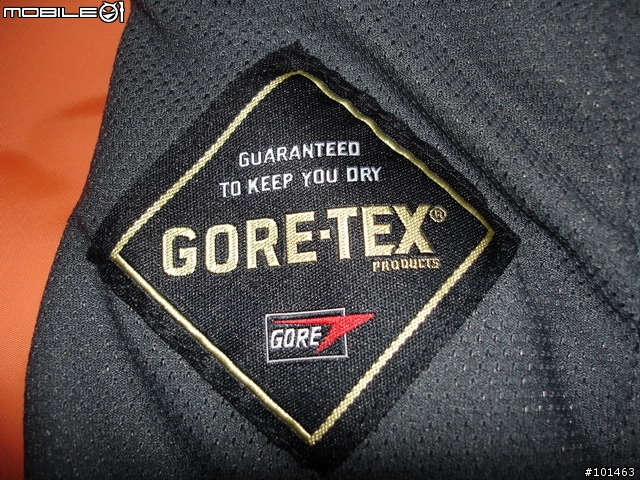 MOBILE01
GUARANTEED
TO KEEP YOU DRY
GORE-TEX®
PRODUCTS
GORE
#101463